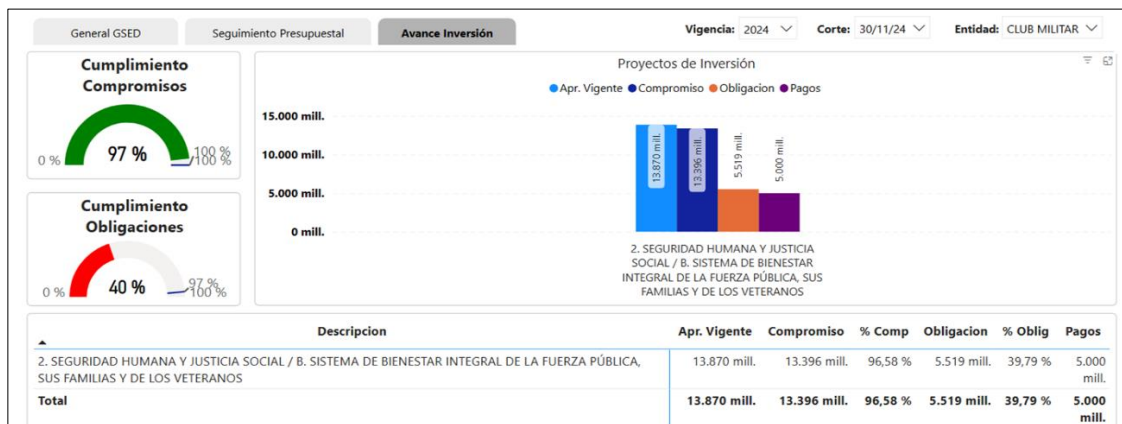 General GSED
Seguimiento Presupuestal
Avance Inversión
Vigencia: 2024
Corte: 30/11/24
Entidad: CLUB MILITAR
Cumplimiento
Compromisos
0 %
97 %
100 %
100 %
Cumplimiento
Obligaciones
0 %
40 %
97 %
100 %
Proyectos de Inversión
Apr. Vigente Compromiso Obligacion Pagos
15.000 mill.
10.000 mill.
5.000 mill.
0 mill.
13.870 mill.
13.396 mill.
5.519 mill.
5.000 mill.
2. SEGURIDAD HUMANA Y JUSTICIA
SOCIAL / B. SISTEMA DE BIENESTAR
INTEGRAL DE LA FUERZA PÚBLICA, SUS
FAMILIAS Y DE LOS VETERANOS
Descripcion Apr. Vigente Compromiso % Comp Obligacion % Oblig Pagos
2. SEGURIDAD HUMANA Y JUSTICIA SOCIAL / B. SISTEMA DE BIENESTAR INTEGRAL DE LA FUERZA PÚBLICA, 13.870 mill. 13.396 mill. 96,58 % 5.519 mill. 39,79 % 5.000
SUS FAMILIAS Y DE LOS VETERANOS mill.
Total 13.870 mill. 13.396 mill. 96,58 % 5.519 mill. 39,79 % 5.000
mill.